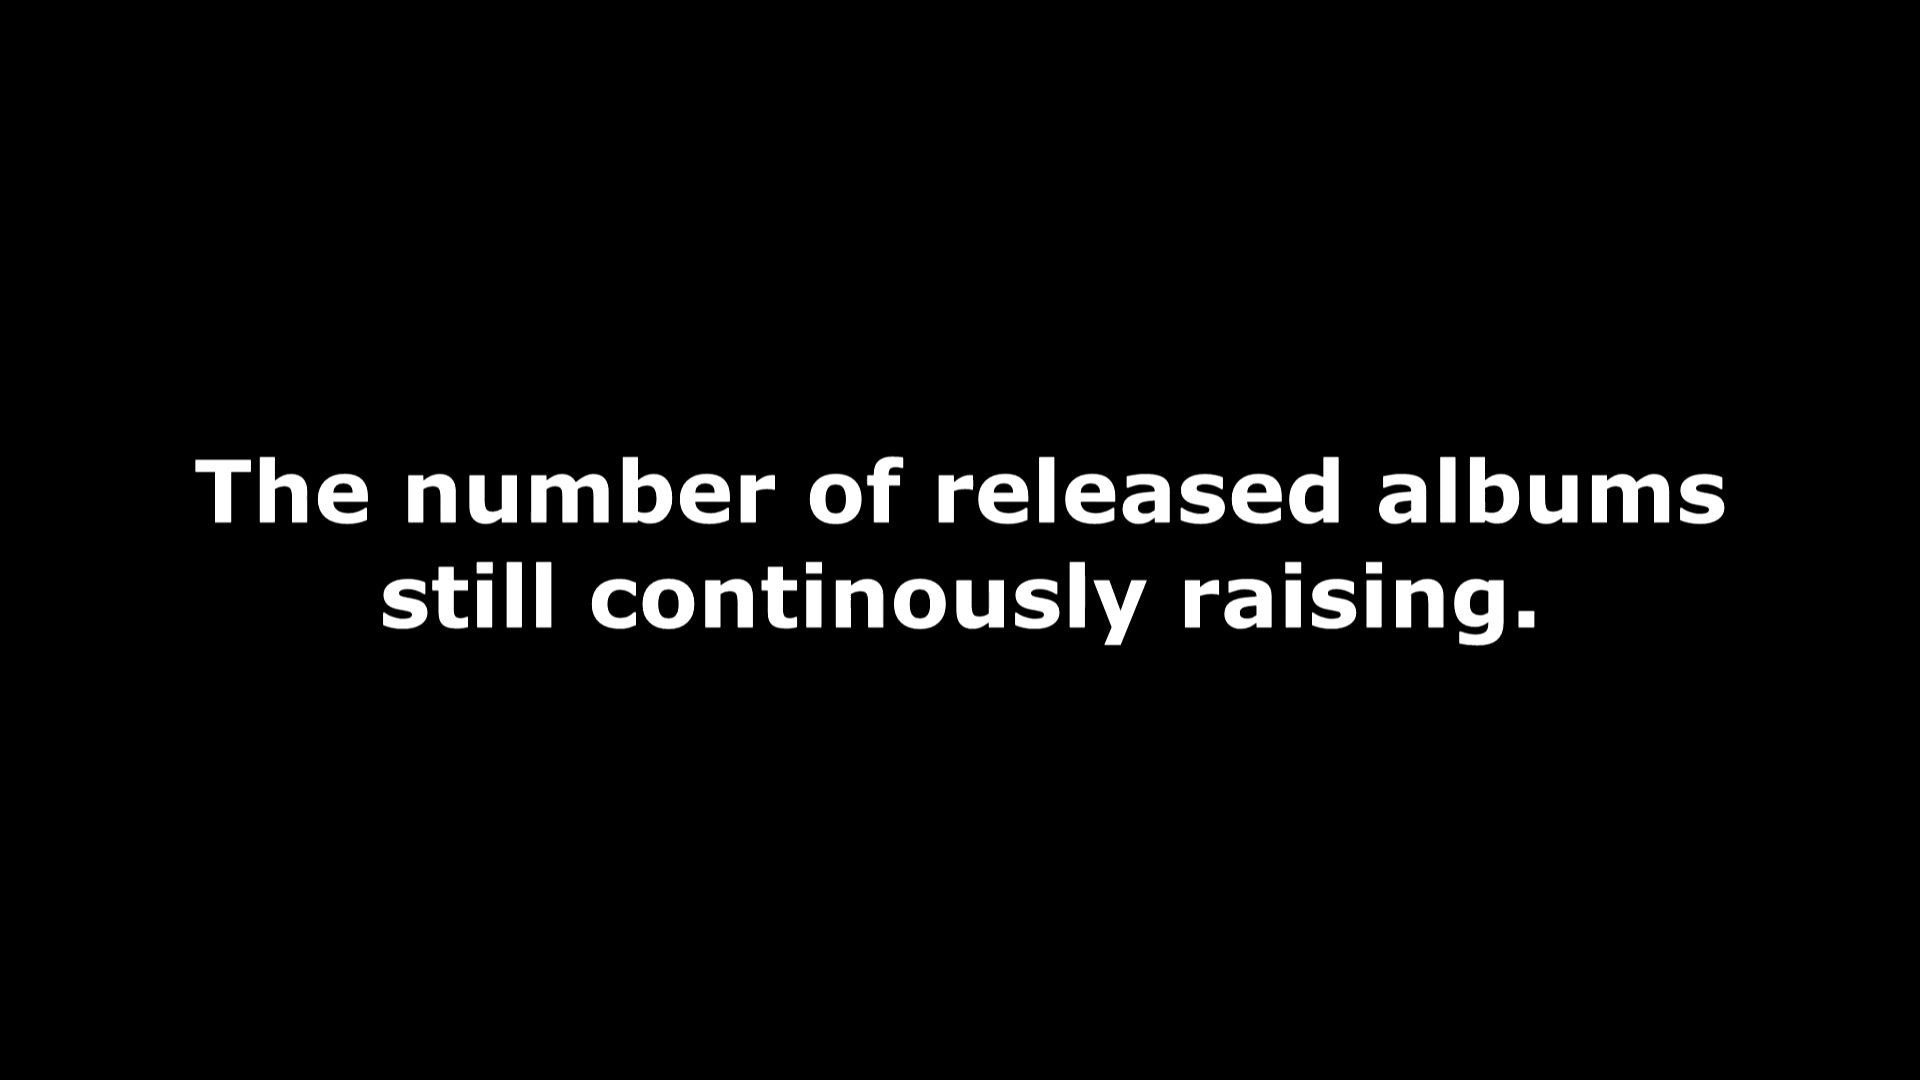 The number of released albums
still continously raising.